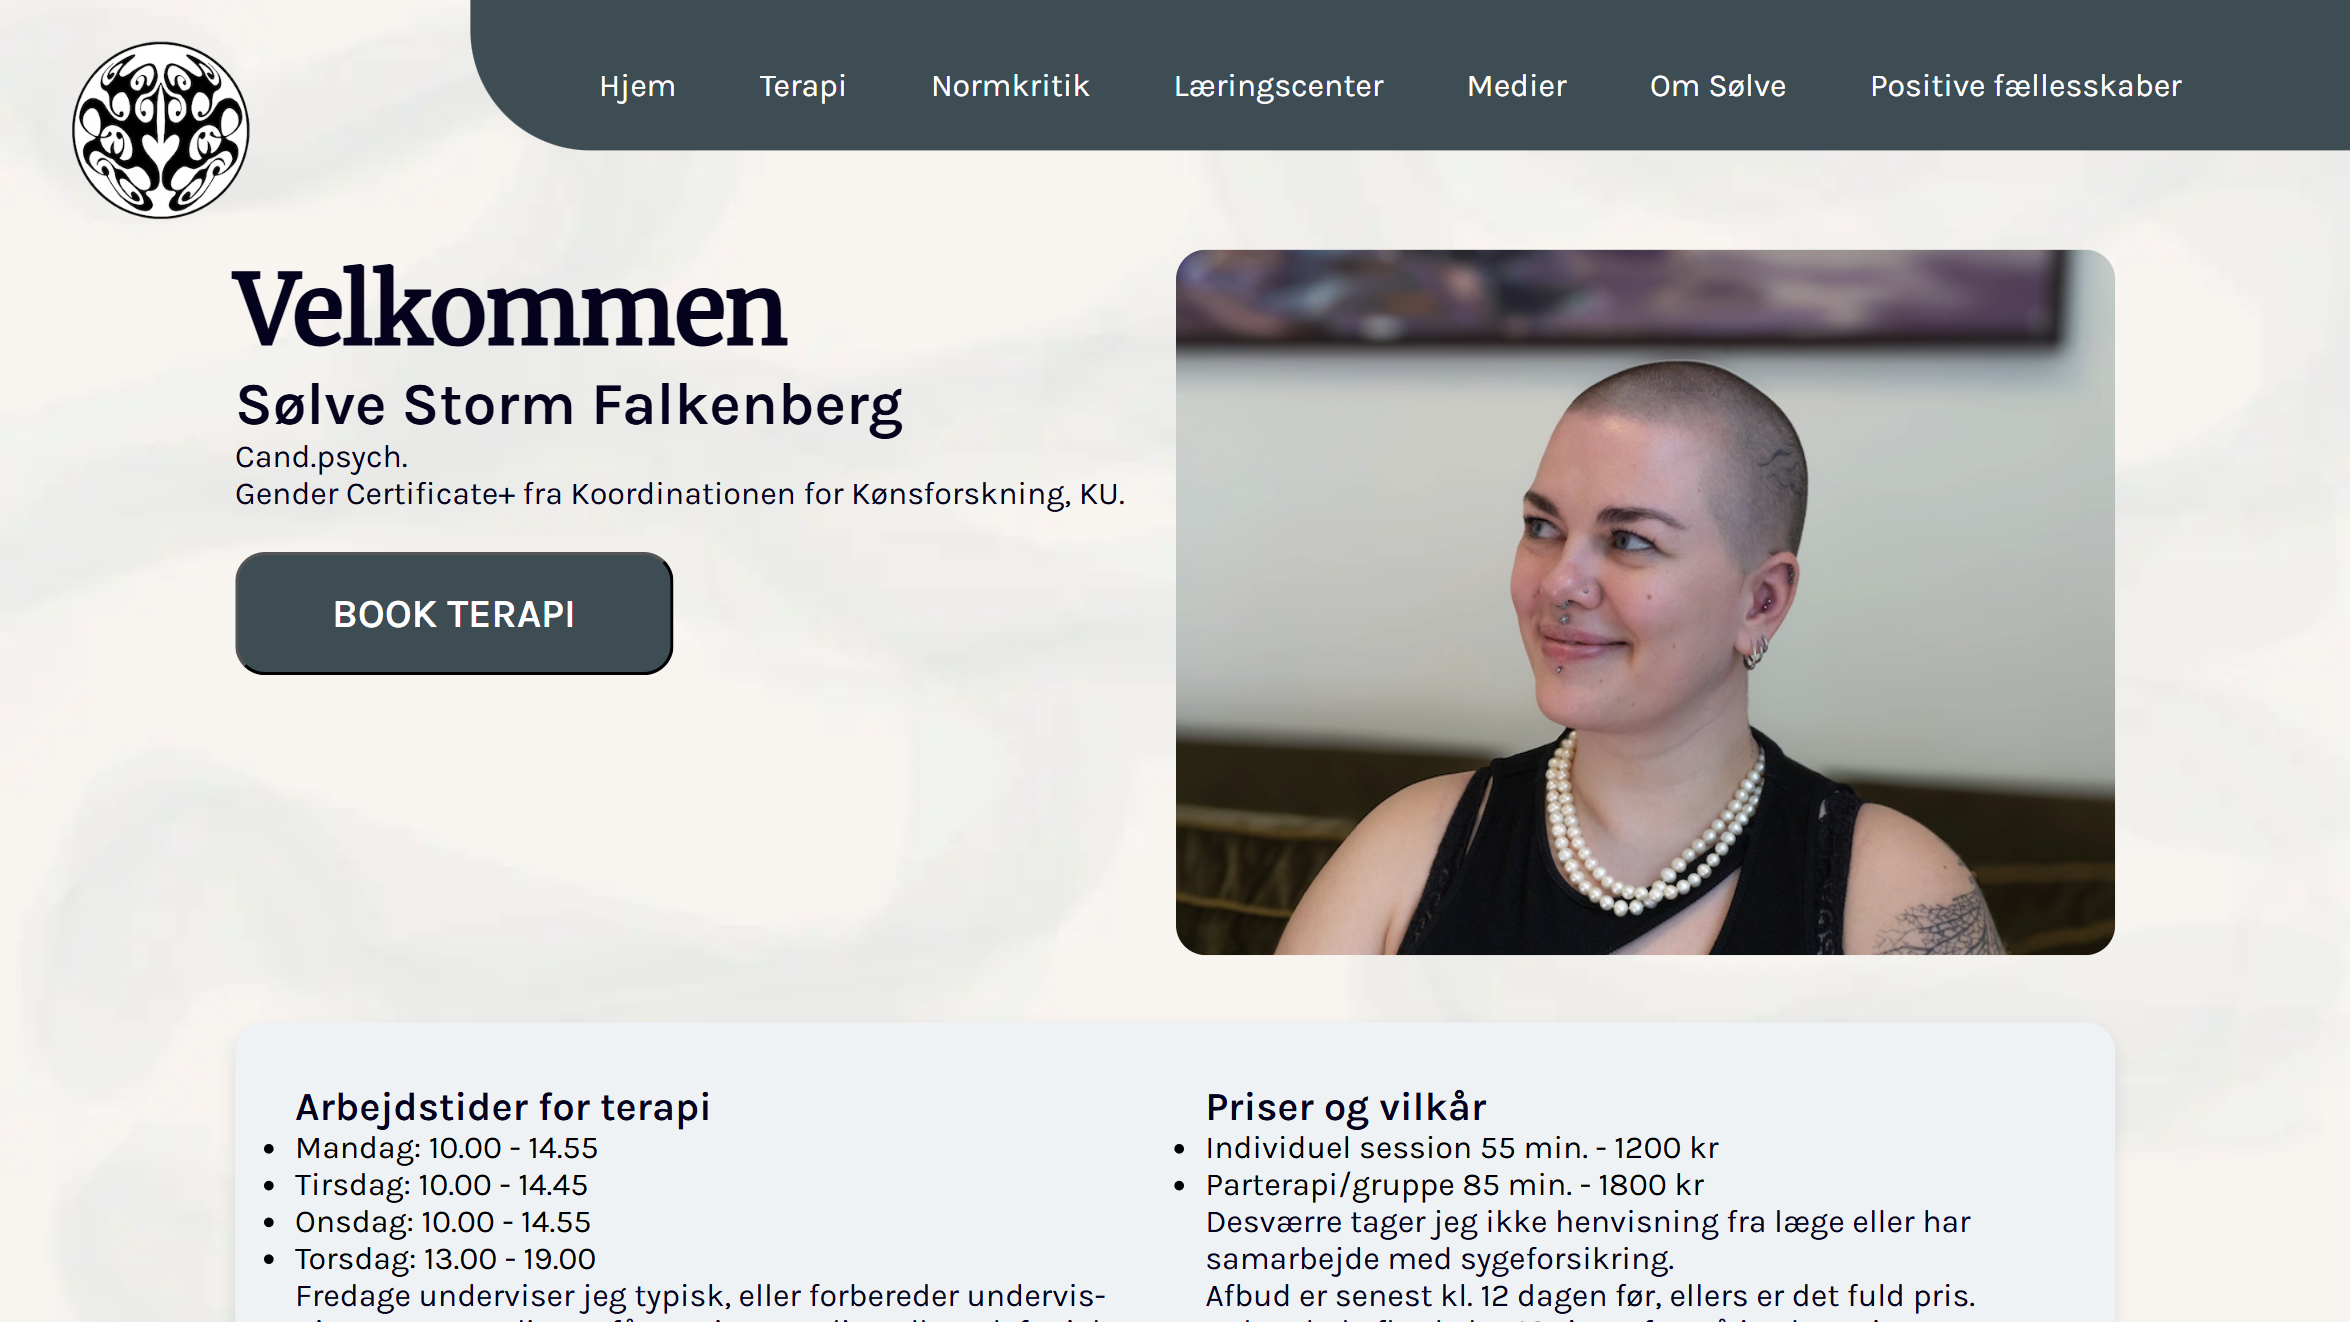 Hjem Terapi Normkritik Læringscenter Medier Om Sølve Positive fællesskaber
Velkommen
Sølve Storm Falkenberg
Cand.psych.
Gender Certificate+ fra Koordinationen for Kønsforskning, KU.
BOOK TERAPI
Arbejdstider for terapi
Mandag: 10.00 - 14.55
Tirsdag: 10.00 - 14.45
Onsdag: 10.00 - 14.55
Torsdag: 13.00 - 19.00
Fredage underviser jeg typisk, eller forbereder undervis-
Priser og vilkår
Individuel session 55 min. - 1200 kr
Parterapi/gruppe 85 min. - 1800 kr
Desværre tager jeg ikke henvisning fra læge eller har
samarbejde med sygeforsikring.
Afbud er senest kl. 12 dagen før, ellers er det fuld pris.